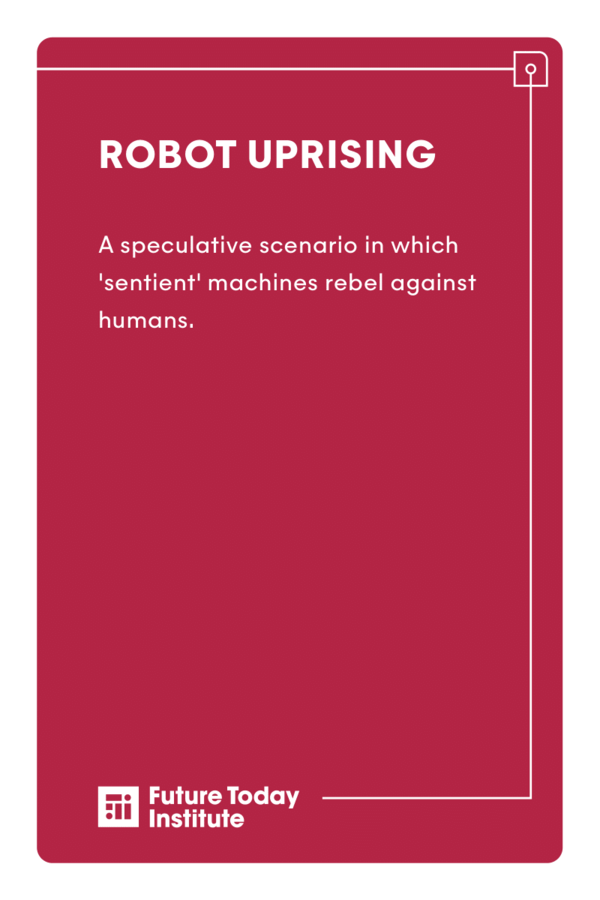 ROBOT UPRISING
A speculative scenario in which
'sentient' machines rebel against
humans.
Future Today
Institute